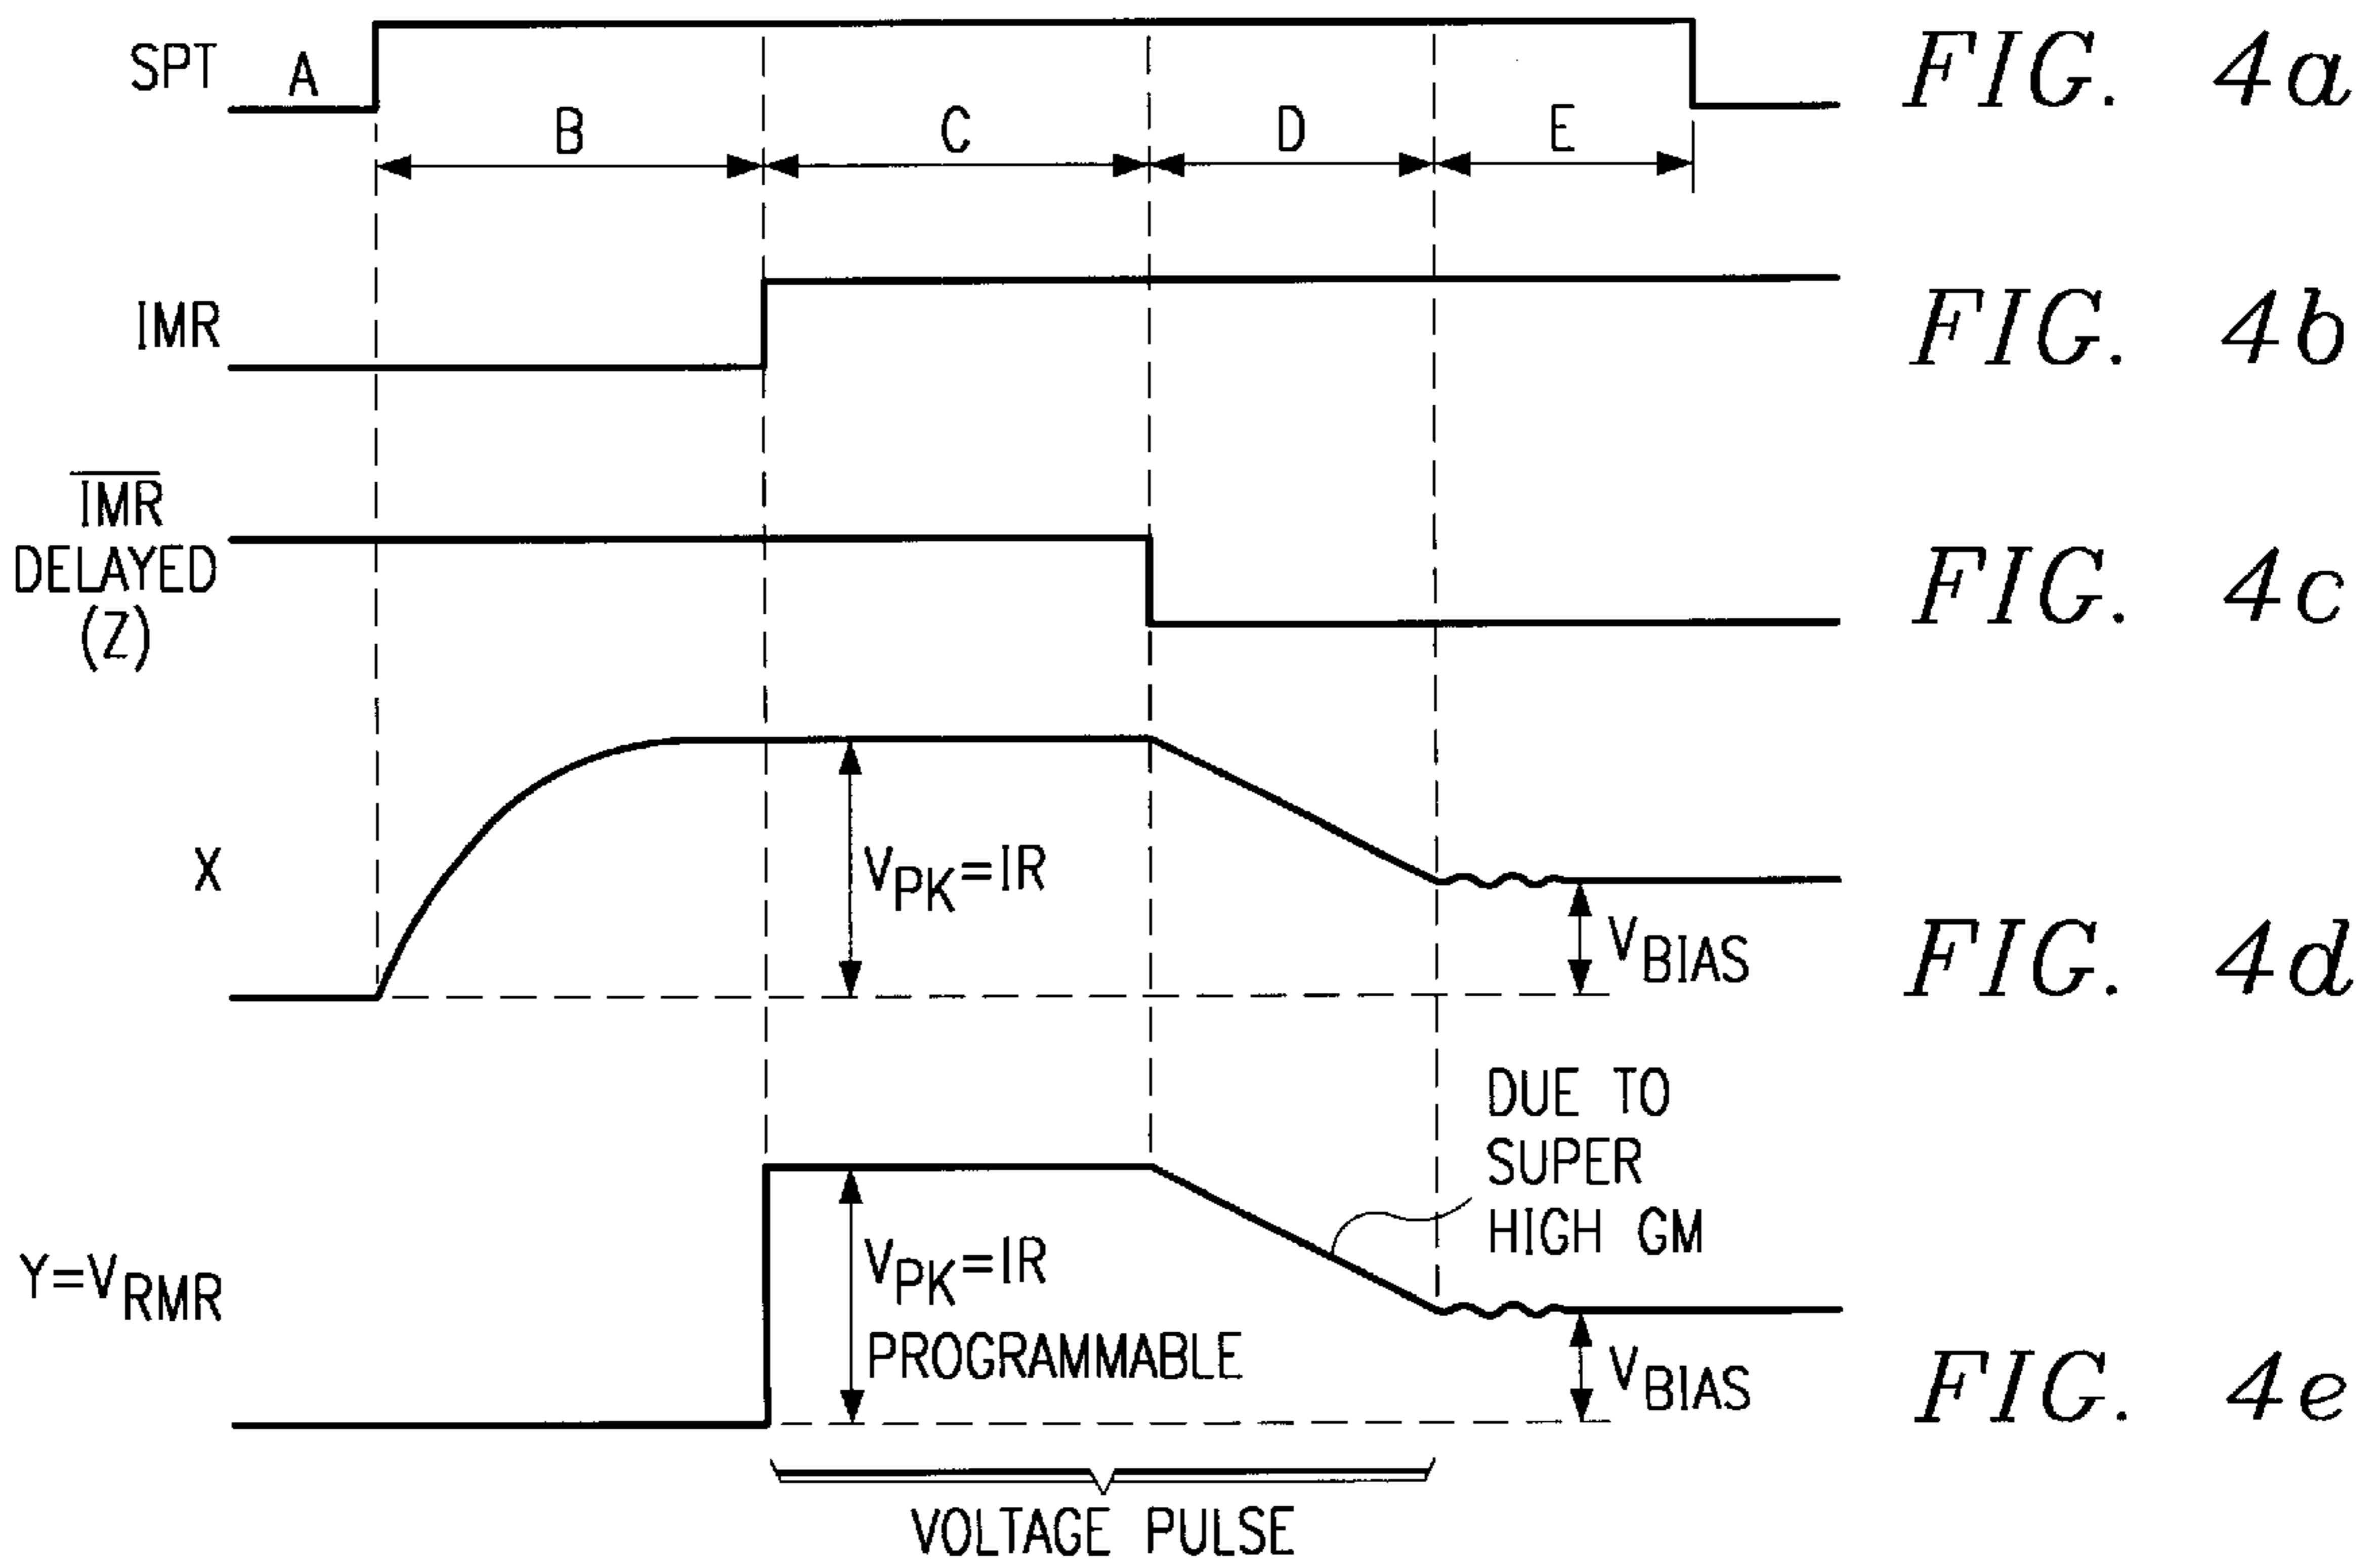 SPT A B C D E FIG. 4a
IMR FIG. 4b
IMR
DELAYED
(Z)
FIG. 4c
X
VPK=IR
VBIAS
FIG. 4d
DUE TO
SUPER
HIGH GM
Y=VRMR
VPK=IR
PROGRAMMABLE
VBIAS
FIG. 4e
VOLTAGE PULSE